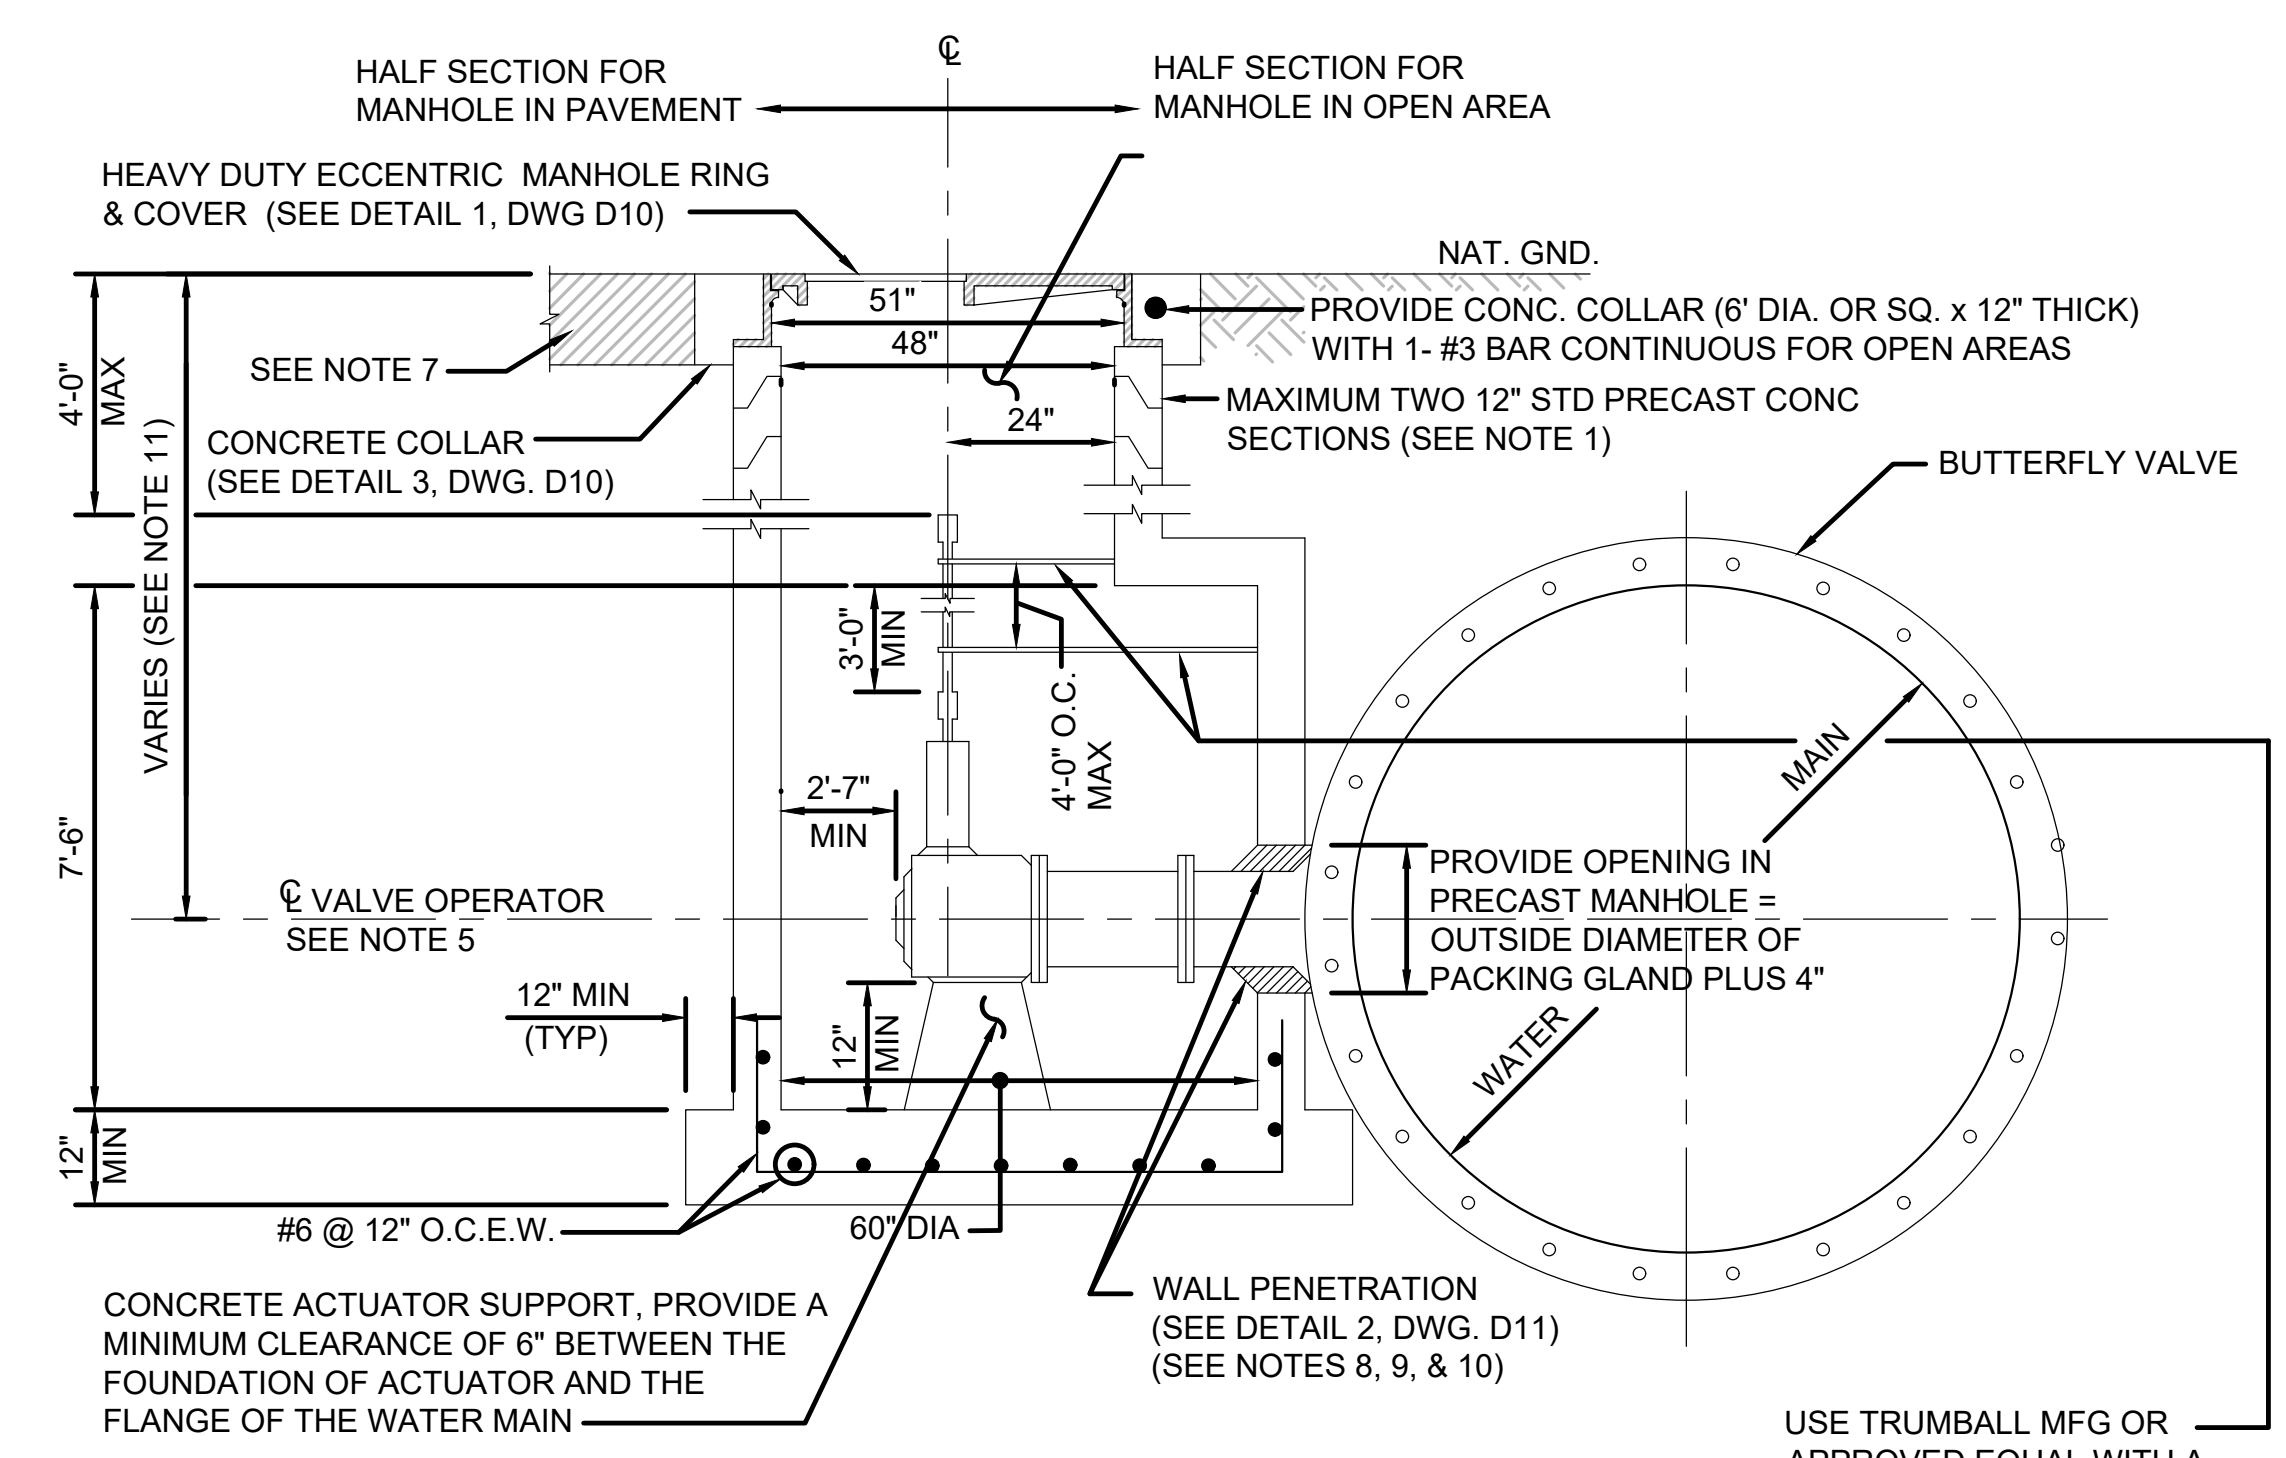 ℄
HALF SECTION FOR
MANHOLE IN PAVEMENT
HALF SECTION FOR
MANHOLE IN OPEN AREA
HEAVY DUTY ECCENTRIC MANHOLE RING
& COVER (SEE DETAIL 1, DWG D10)
NAT. GND.
51"
PROVIDE CONC. COLLAR (6' DIA. OR SQ. x 12" THICK)
WITH 1- #3 BAR CONTINUOUS FOR OPEN AREAS
48"
SEE NOTE 7
4'-0"
MAX
MAXIMUM TWO 12" STD PRECAST CONC
SECTIONS (SEE NOTE 1)
24"
CONCRETE COLLAR
(SEE DETAIL 3, DWG. D10)
VARIES (SEE NOTE 11)
BUTTERFLY VALVE
3'-0"
MIN
4'-0" O.C.
MAX
MAIN
2'-7"
MIN
7'-6"
℄ VALVE OPERATOR
SEE NOTE 5
PROVIDE OPENING IN
PRECAST MANHOLE =
OUTSIDE DIAMETER OF
PACKING GLAND PLUS 4"
12" MIN
(TYP)
12"
MIN
WATER
12"
MIN
#6 @ 12" O.C.E.W.
60" DIA
CONCRETE ACTUATOR SUPPORT, PROVIDE A
MINIMUM CLEARANCE OF 6" BETWEEN THE
FOUNDATION OF ACTUATOR AND THE
FLANGE OF THE WATER MAIN
WALL PENETRATION
(SEE DETAIL 2, DWG. D11)
(SEE NOTES 8, 9, & 10)
USE TRUMBALL MFG OR
APPROVED EQUAL WITH A